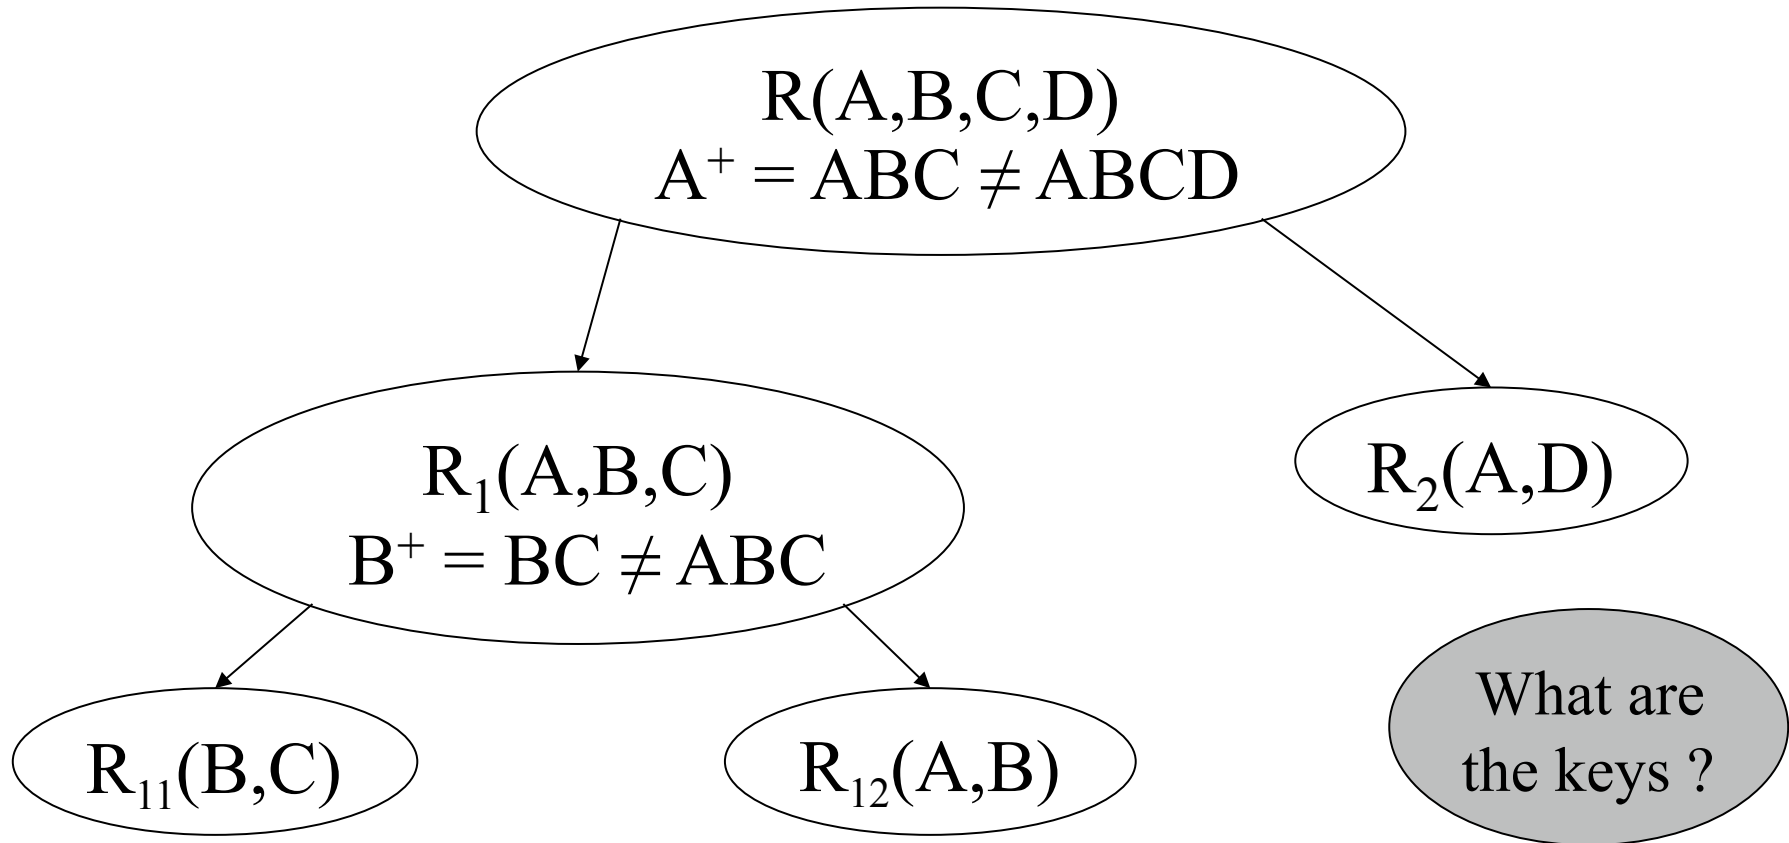 R(A,B,C,D)
A⁺ = ABC ≠ ABCD
R₁(A,B,C)
B⁺ = BC ≠ ABC
R₂(A,D)
R₁₁(B,C)
R₁₂(A,B)
What are
the keys ?